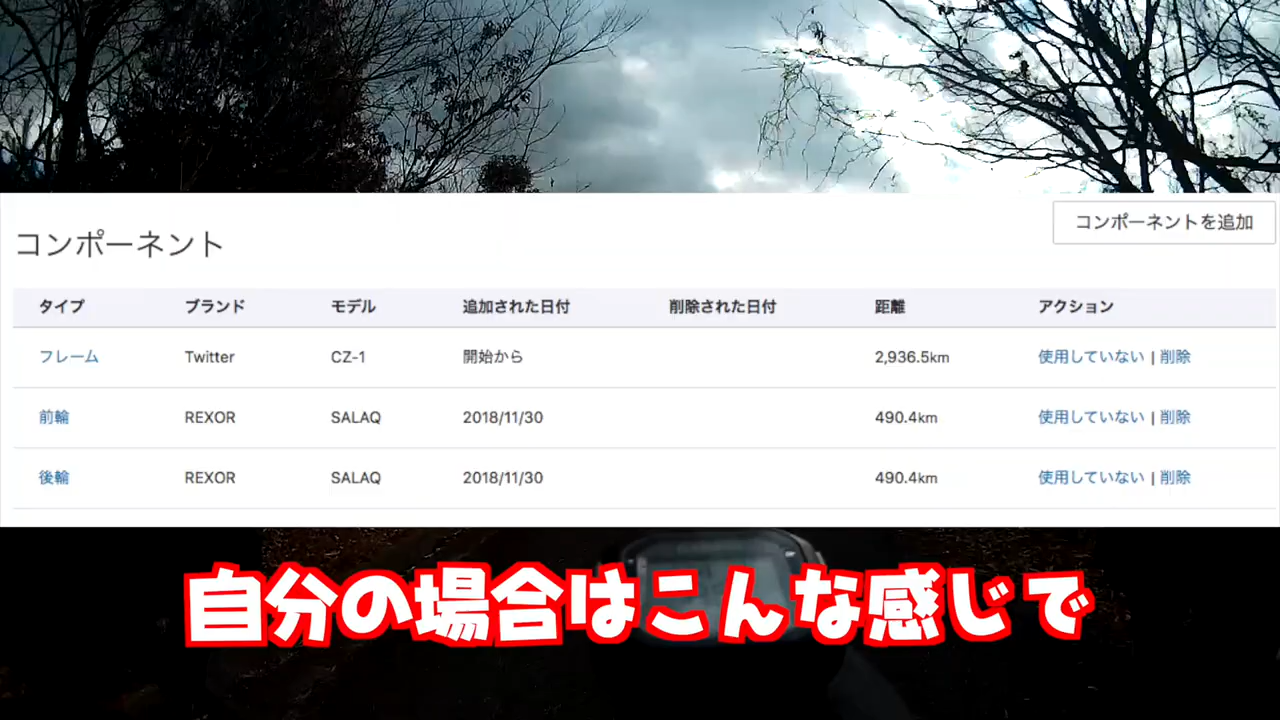 コンポーネントを追加
コンポーネント
タイプ ブランド モデル 追加された日付 削除された日付 距離 アクション
フレーム Twitter CZ-1 開始から 2,936.5km 使用していない | 削除
前輪 REXOR SALAQ 2018/11/30 490.4km 使用していない | 削除
後輪 REXOR SALAQ 2018/11/30 490.4km 使用していない | 削除
自分の場合はこんな感じで